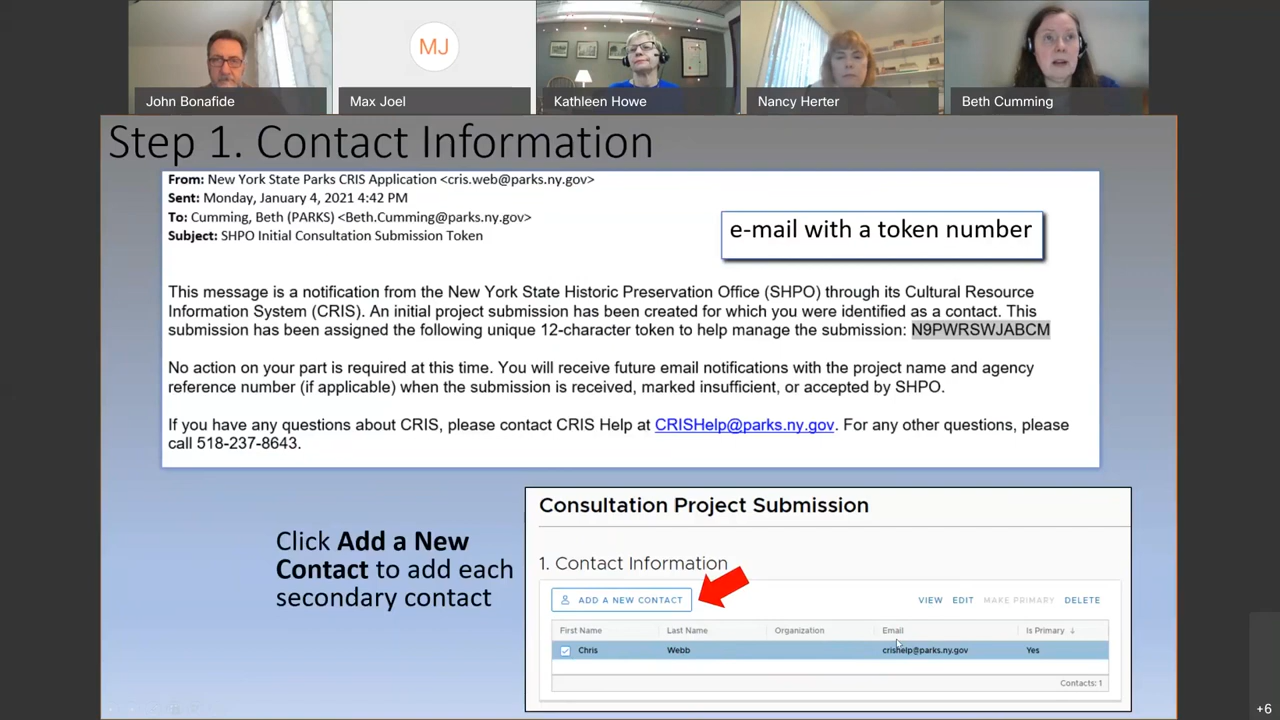 MJ
John Bonafide
Max Joel
Kathleen Howe
Nancy Herter
Beth Cumming
Step 1. Contact Information
From: New York State Parks CRIS Application <cris.web@parks.ny.gov>
Sent: Monday, January 4, 2021 4:42 PM
To: Cumming, Beth (PARKS) <Beth.Cumming@parks.ny.gov>
Subject: SHPO Initial Consultation Submission Token
e-mail with a token number
This message is a notification from the New York State Historic Preservation Office (SHPO) through its Cultural Resource
Information System (CRIS). An initial project submission has been created for which you were identified as a contact. This
submission has been assigned the following unique 12-character token to help manage the submission: N9PWRSWJABCM
No action on your part is required at this time. You will receive future email notifications with the project name and agency
reference number (if applicable) when the submission is received, marked insufficient, or accepted by SHPO.
If you have any questions about CRIS, please contact CRIS Help at CRISHelp@parks.ny.gov. For any other questions, please
call 518-237-8643.
Click Add a New
Contact to add each
secondary contact
Consultation Project Submission
1. Contact Information
ADD A NEW CONTACT
VIEW EDIT MAKE PRIMARY DELETE
First Name Last Name Organization Email Is Primary ↓
Chris Webb crishelp@parks.ny.gov Yes
Contacts: 1
+6